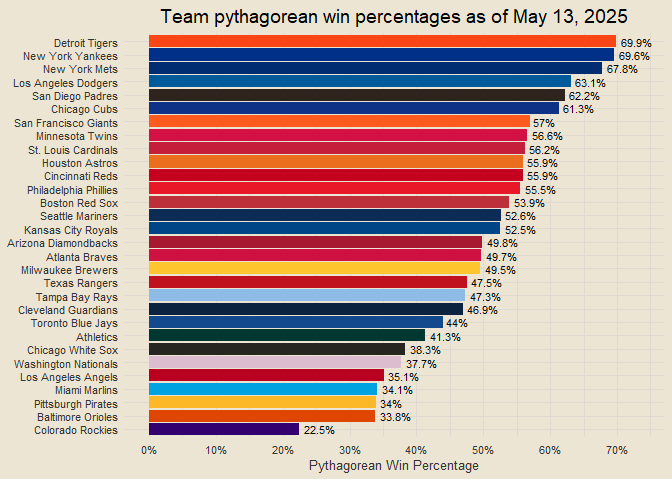 Team pythagorean win percentages as of May 13, 2025
Detroit Tigers 69.9%
New York Yankees 69.6%
New York Mets 67.8%
Los Angeles Dodgers 63.1%
San Diego Padres 62.2%
Chicago Cubs 61.3%
San Francisco Giants 57%
Minnesota Twins 56.6%
St. Louis Cardinals 56.2%
Houston Astros 55.9%
Cincinnati Reds 55.9%
Philadelphia Phillies 55.5%
Boston Red Sox 53.9%
Seattle Mariners 52.6%
Kansas City Royals 52.5%
Arizona Diamondbacks 49.8%
Atlanta Braves 49.7%
Milwaukee Brewers 49.5%
Texas Rangers 47.5%
Tampa Bay Rays 47.3%
Cleveland Guardians 46.9%
Toronto Blue Jays 44%
Athletics 41.3%
Chicago White Sox 38.3%
Washington Nationals 37.7%
Los Angeles Angels 35.1%
Miami Marlins 34.1%
Pittsburgh Pirates 34%
Baltimore Orioles 33.8%
Colorado Rockies 22.5%
0% 10% 20% 30% 40% 50% 60% 70%
Pythagorean Win Percentage